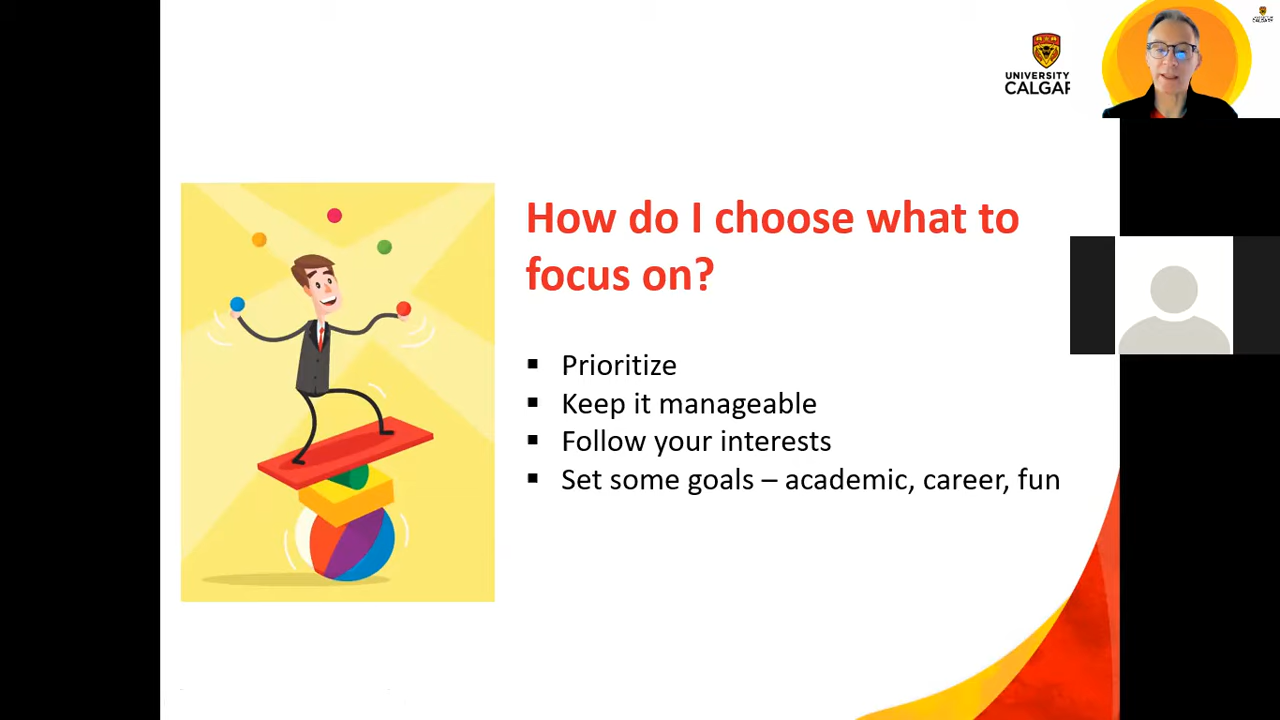 UNIVERSITY
CALGAR
How do I choose what to
focus on?
▪ Prioritize
▪ Keep it manageable
▪ Follow your interests
▪ Set some goals – academic, career, fun